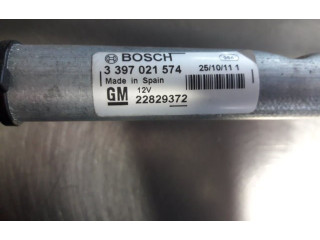 BOSCH
3 397 021 574 25/10/11 1
Made in Spain
GM 12V
22829372